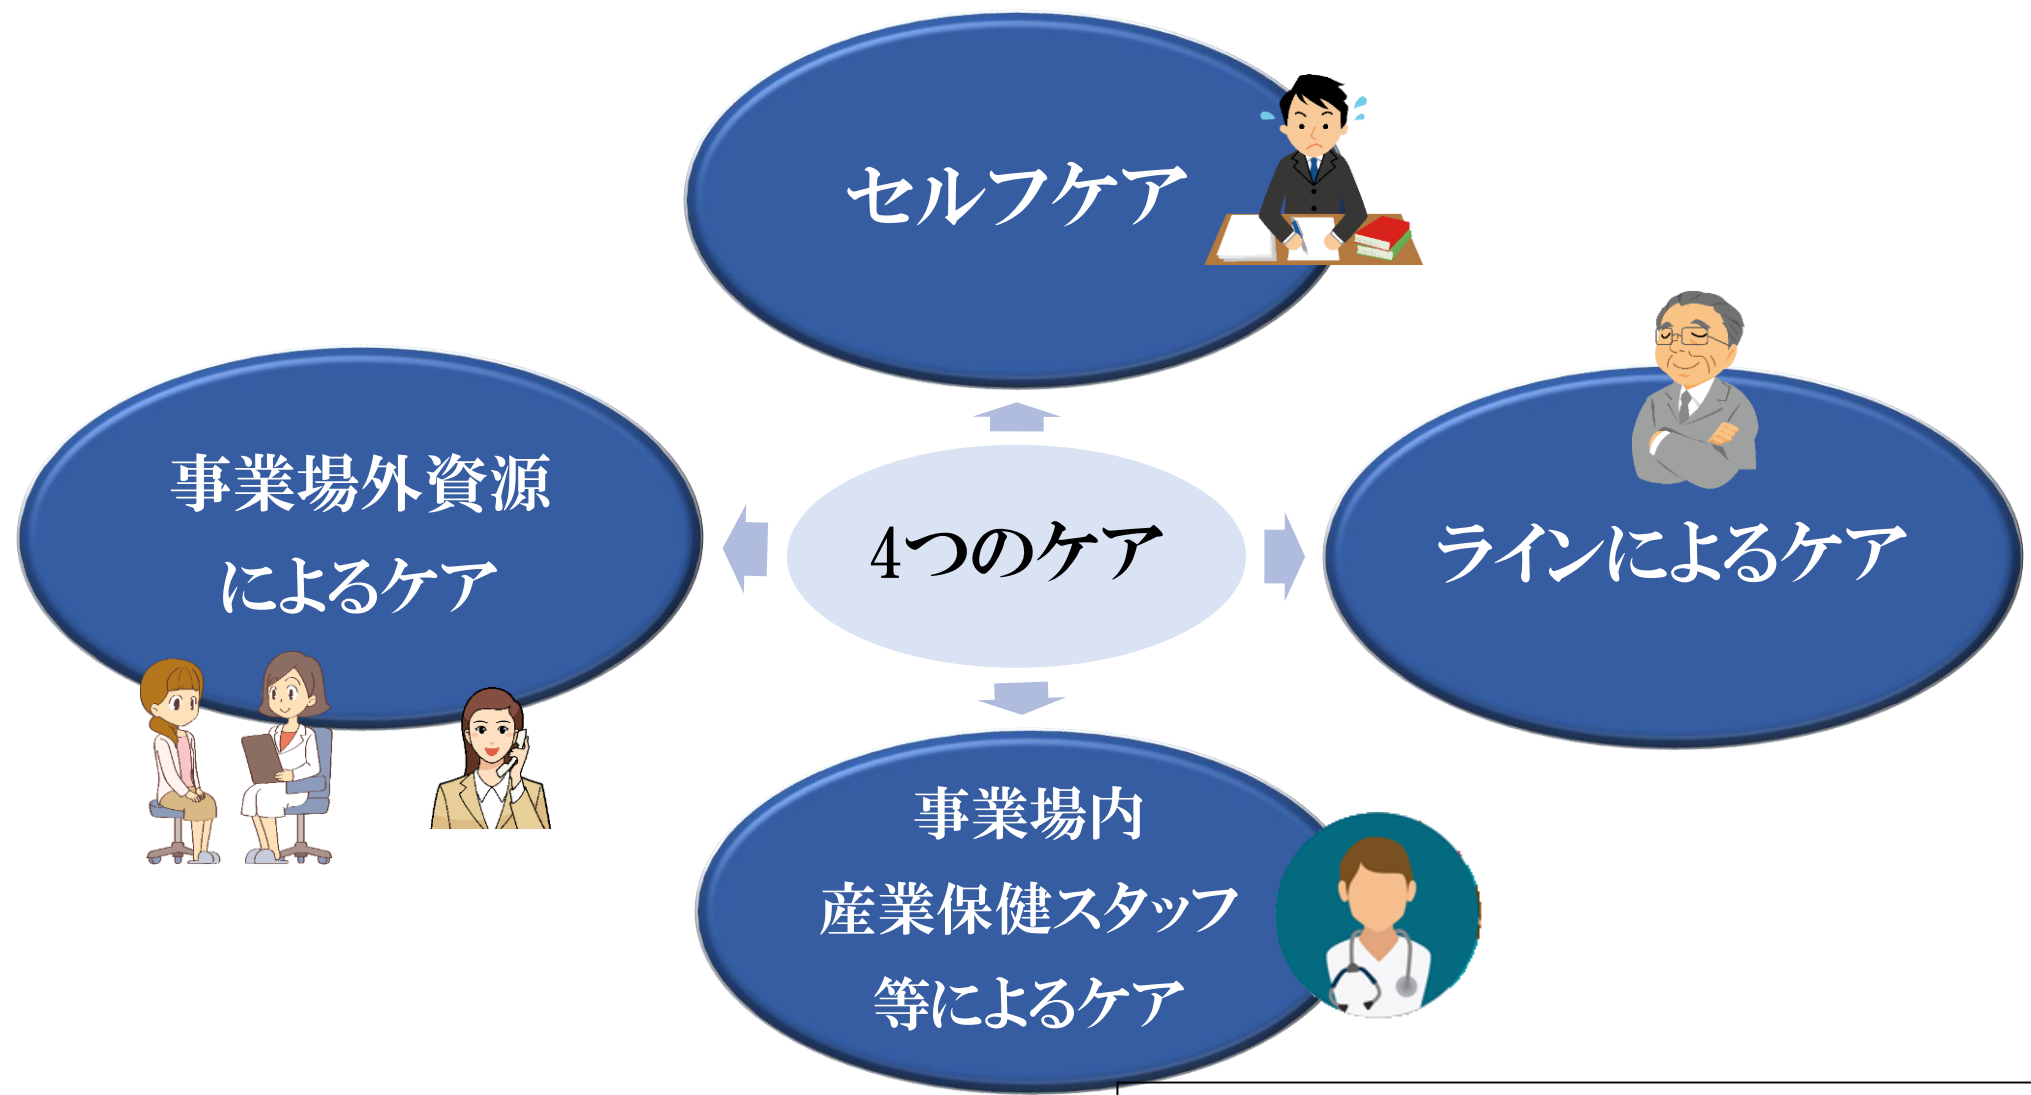 セルフケア
事業場外資源
によるケア
4つのケア
ラインによるケア
事業場内
産業保健スタッフ
等によるケア